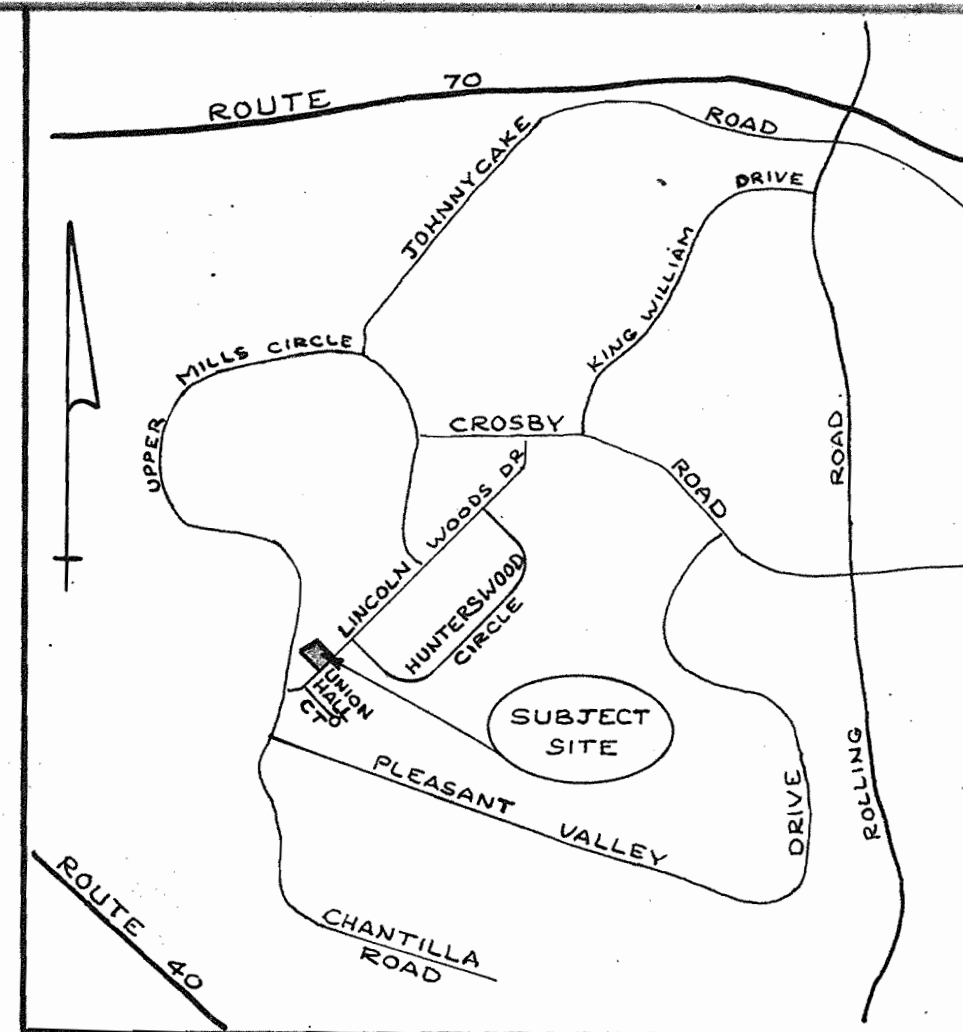 ROUTE 70
JOHNNYCAKE ROAD
KING WILLIAM DRIVE
UPPER MILLS CIRCLE
CROSBY ROAD
LINCOLN WOODS DR
HUNTERSWOOD
CIRCLE
UNION
HALL
CT
SUBJECT
SITE
PLEASANT VALLEY DRIVE
ROLLING ROAD
ROUTE 40
CHANTILLA
ROAD